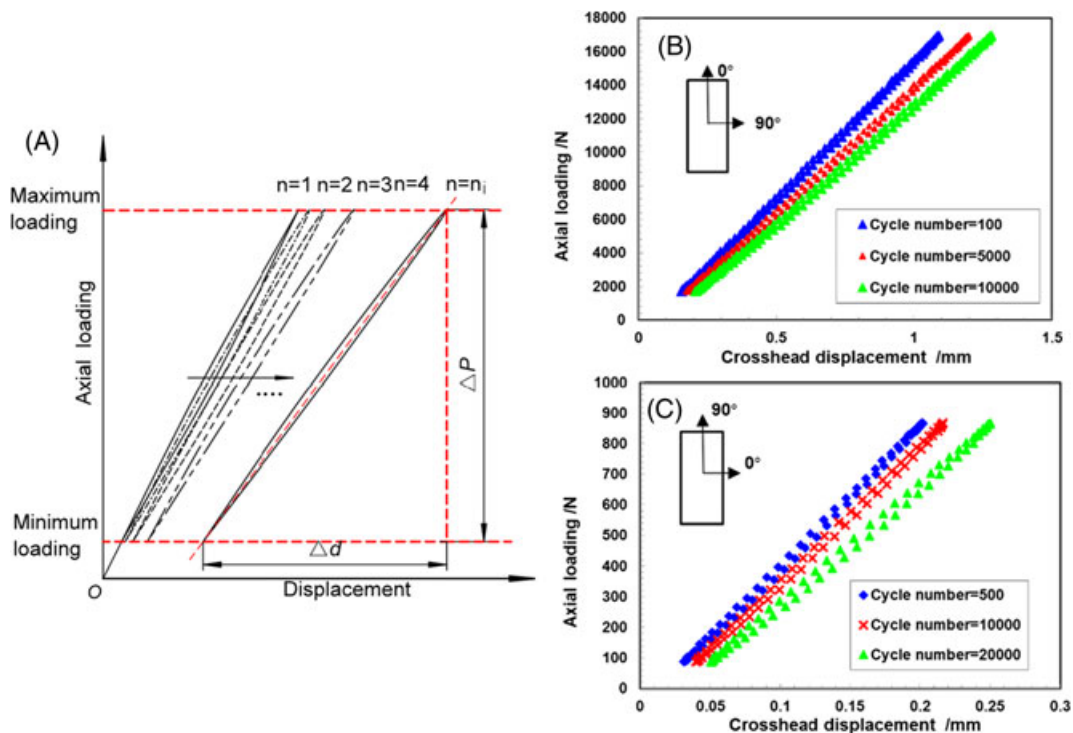 (A)
n=1 n=2 n=3 n=4 n=nᵢ
Maximum
loading
Axial loading
....
△P
Minimum
loading
△d
O
Displacement
(B)
18000
16000
14000
12000
10000
8000
6000
4000
2000
0
Axial loading /N
0°
90°
Cycle number=100
Cycle number=5000
Cycle number=10000
0 0.5 1 1.5
Crosshead displacement /mm
(C)
1000
900
800
700
600
500
400
300
200
100
0
Axial loading /N
90°
0°
Cycle number=500
Cycle number=10000
Cycle number=20000
0 0.05 0.1 0.15 0.2 0.25 0.3
Crosshead displacement /mm